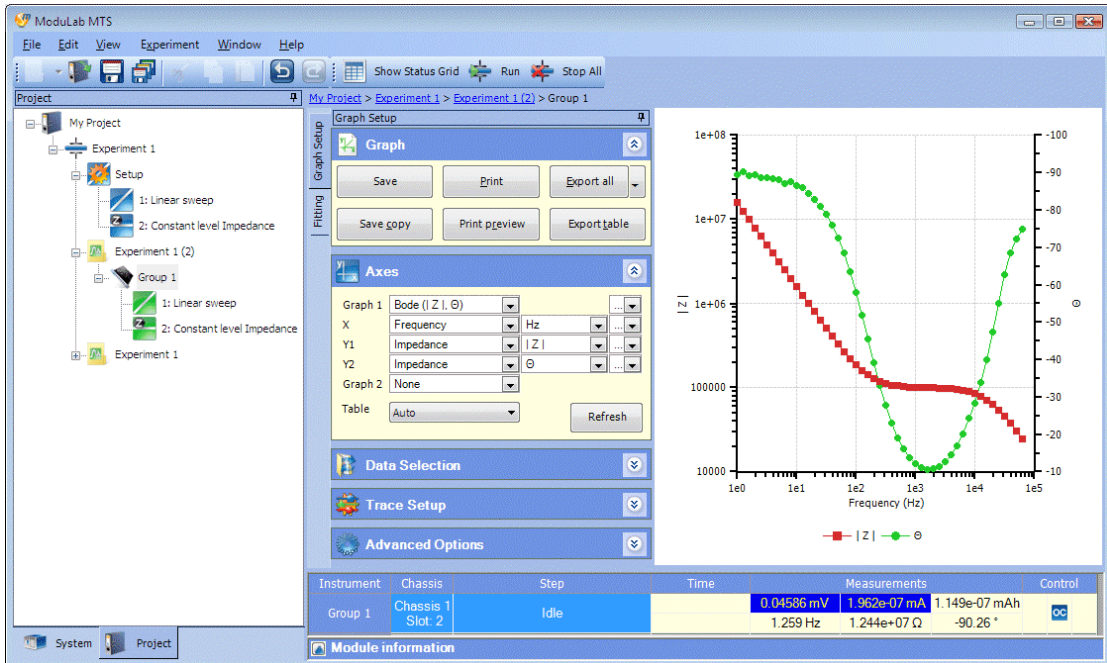 ModuLab MTS
File Edit View Experiment Window Help
Show Status Grid Run Stop All
Project
My Project
Experiment 1
Setup
1: Linear sweep
2: Constant level Impedance
Experiment 1 (2)
Group 1
1: Linear sweep
2: Constant level Impedance
Experiment 1
System Project
My Project > Experiment 1 > Experiment 1 (2) > Group 1
Graph Setup
Fitting
Graph Setup
Graph
Save Print Export all
Save copy Print preview Export table
Axes
Graph 1 Bode (| Z |, Θ) ...
X Frequency Hz ...
Y1 Impedance | Z | ...
Y2 Impedance Θ ...
Graph 2 None
Table Auto Refresh
Data Selection
Trace Setup
Advanced Options
1e+08
1e+07
1e+06
100000
10000
| Z |
-100
-90
-80
-70
-60
-50
-40
-30
-20
-10
Θ
1e0 1e1 1e2 1e3 1e4 1e5
Frequency (Hz)
| Z | Θ
Instrument Chassis Step Time Measurements Control
Group 1 Chassis 1 Slot: 2 Idle
0.04586 mV 1.962e-07 mA 1.149e-07 mAh OC
1.259 Hz 1.244e+07 Ω -90.26 °
Module information